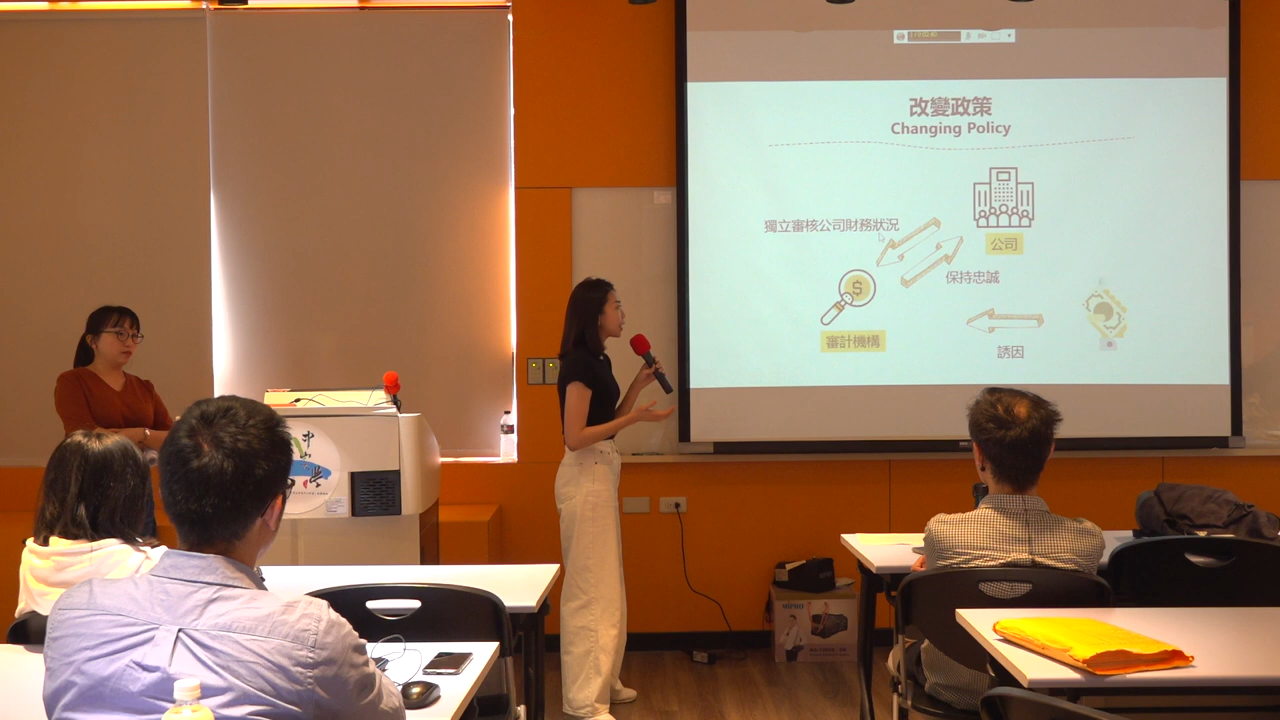 改變政策
Changing Policy
獨立審核公司財務狀況
公司
保持忠誠
$
審計機構
誘因
MIPRO